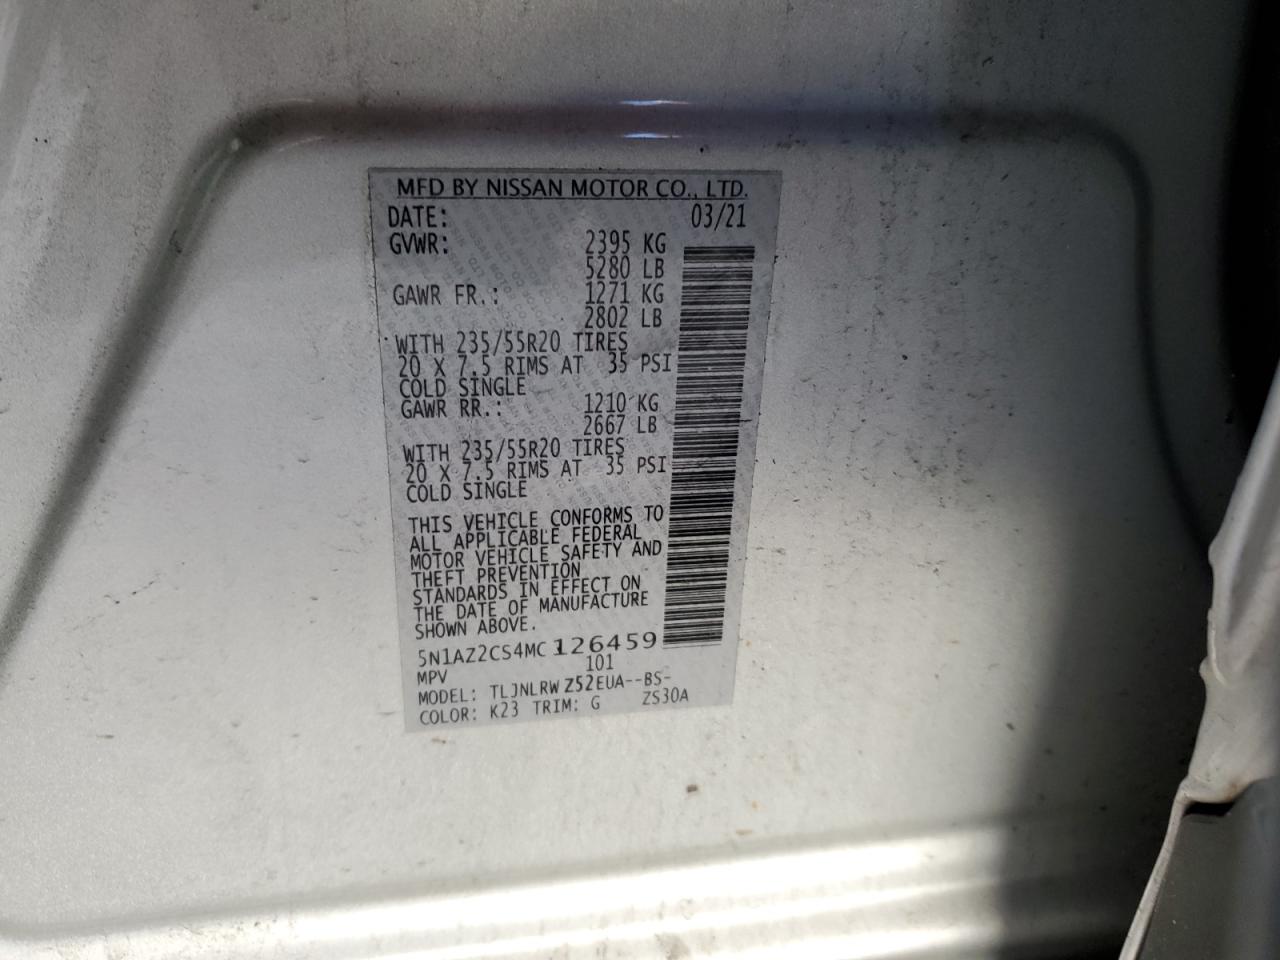 MFD BY NISSAN MOTOR CO., LTD.
DATE: 03/21
GVWR: 2395 KG
5280 LB
GAWR FR.: 1271 KG
2802 LB
WITH 235/55R20 TIRES
20 X 7.5 RIMS AT 35 PSI
COLD SINGLE
GAWR RR.: 1210 KG
2667 LB
WITH 235/55R20 TIRES
20 X 7.5 RIMS AT 35 PSI
COLD SINGLE
THIS VEHICLE CONFORMS TO
ALL APPLICABLE FEDERAL
MOTOR VEHICLE SAFETY AND
THEFT PREVENTION
STANDARDS IN EFFECT ON
THE DATE OF MANUFACTURE
SHOWN ABOVE.
5N1AZ2CS4MC126459
MPV 101
MODEL: TLJNLRWZ52EUA--BS-
COLOR: K23 TRIM: G ZS30A